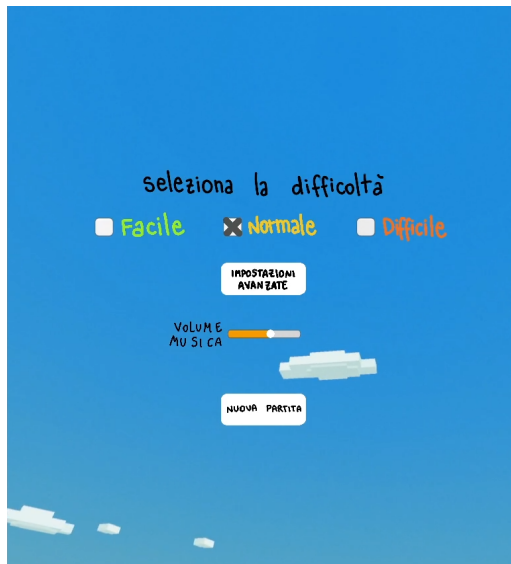 seleziona la difficoltà
Facile Normale Difficile
IMPOSTAZIONI
AVANZATE
VOLUME
MUSICA
NUOVA PARTITA